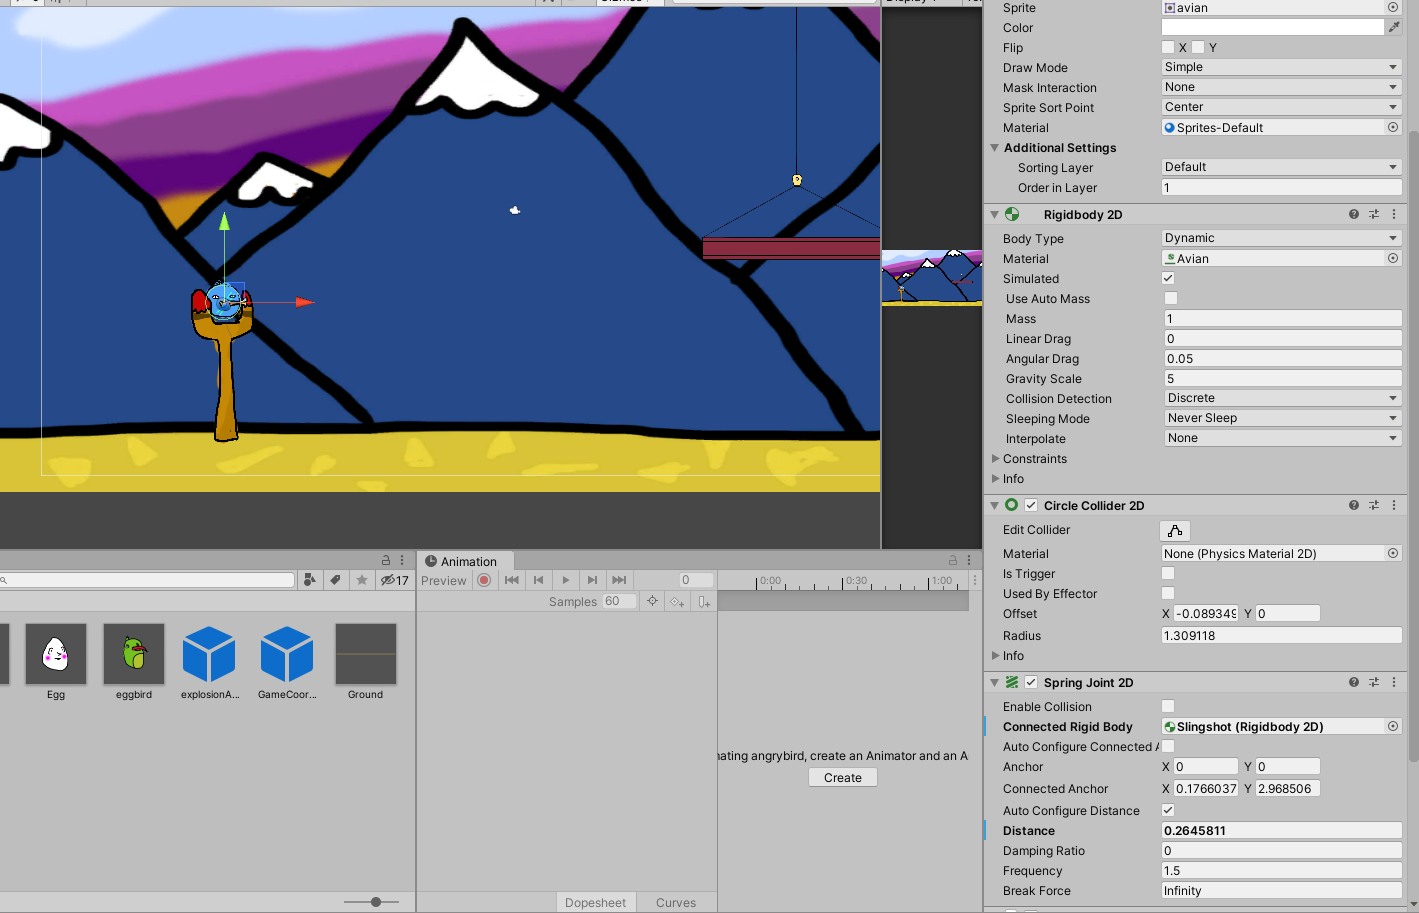 Sprite avian
Color
Flip X Y
Draw Mode Simple
Mask Interaction None
Sprite Sort Point Center
Material Sprites-Default
Additional Settings
Sorting Layer Default
Order in Layer 1
Rigidbody 2D
Body Type Dynamic
Material Avian
Simulated
Use Auto Mass
Mass 1
Linear Drag 0
Angular Drag 0.05
Gravity Scale 5
Collision Detection Discrete
Sleeping Mode Never Sleep
Interpolate None
Constraints
Info
Circle Collider 2D
Edit Collider
Material None (Physics Material 2D)
Is Trigger
Used By Effector
Offset X -0.089349 Y 0
Radius 1.309118
Info
Spring Joint 2D
Enable Collision
Connected Rigid Body Slingshot (Rigidbody 2D)
Auto Configure Connected A
Anchor X 0 Y 0
Connected Anchor X 0.1766037 Y 2.968506
Auto Configure Distance
Distance 0.2645811
Damping Ratio 0
Frequency 1.5
Break Force Infinity
17
Egg
eggbird
explosionA...
GameCoor...
Ground
Animation
Preview 0 0:00 0:30 1:00
Samples 60
nating angrybird, create an Animator and an A
Create
Dopesheet Curves